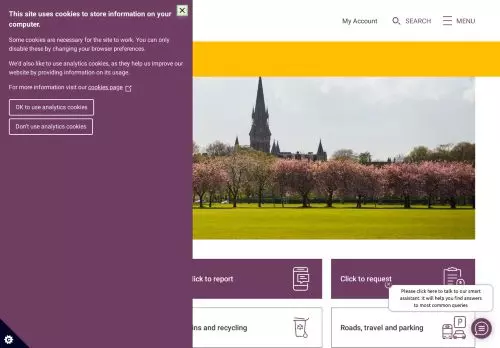 This site uses cookies to store information on your
computer.
Some cookies are necessary for the site to work. You can only
disable these by changing your browser preferences.
We'd also like to use analytics cookies, as they help us improve our
website by providing information on its usage.
For more information visit our cookies page
OK to use analytics cookies
Don't use analytics cookies
My Account
SEARCH
MENU
lick to report
Click to request
Please click here to talk to our smart
assistant. It will help you find answers
to most common queries
ns and recycling
Roads, travel and parking
P